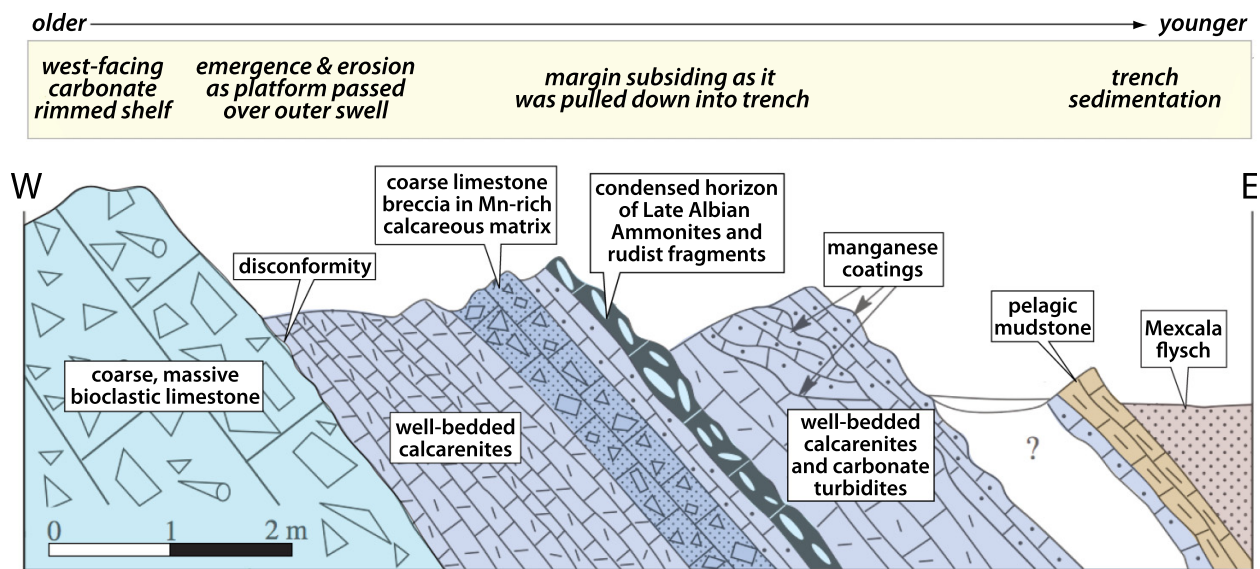 older
younger
west-facing
carbonate
rimmed shelf
emergence & erosion
as platform passed
over outer swell
margin subsiding as it
was pulled down into trench
trench
sedimentation
W
E
disconformity
coarse limestone
breccia in Mn-rich
calcareous matrix
condensed horizon
of Late Albian
Ammonites and
rudist fragments
manganese
coatings
pelagic
mudstone
Mexcala
flysch
coarse, massive
bioclastic limestone
well-bedded
calcarenites
well-bedded
calcarenites
and carbonate
turbidites
?
0 1 2 m